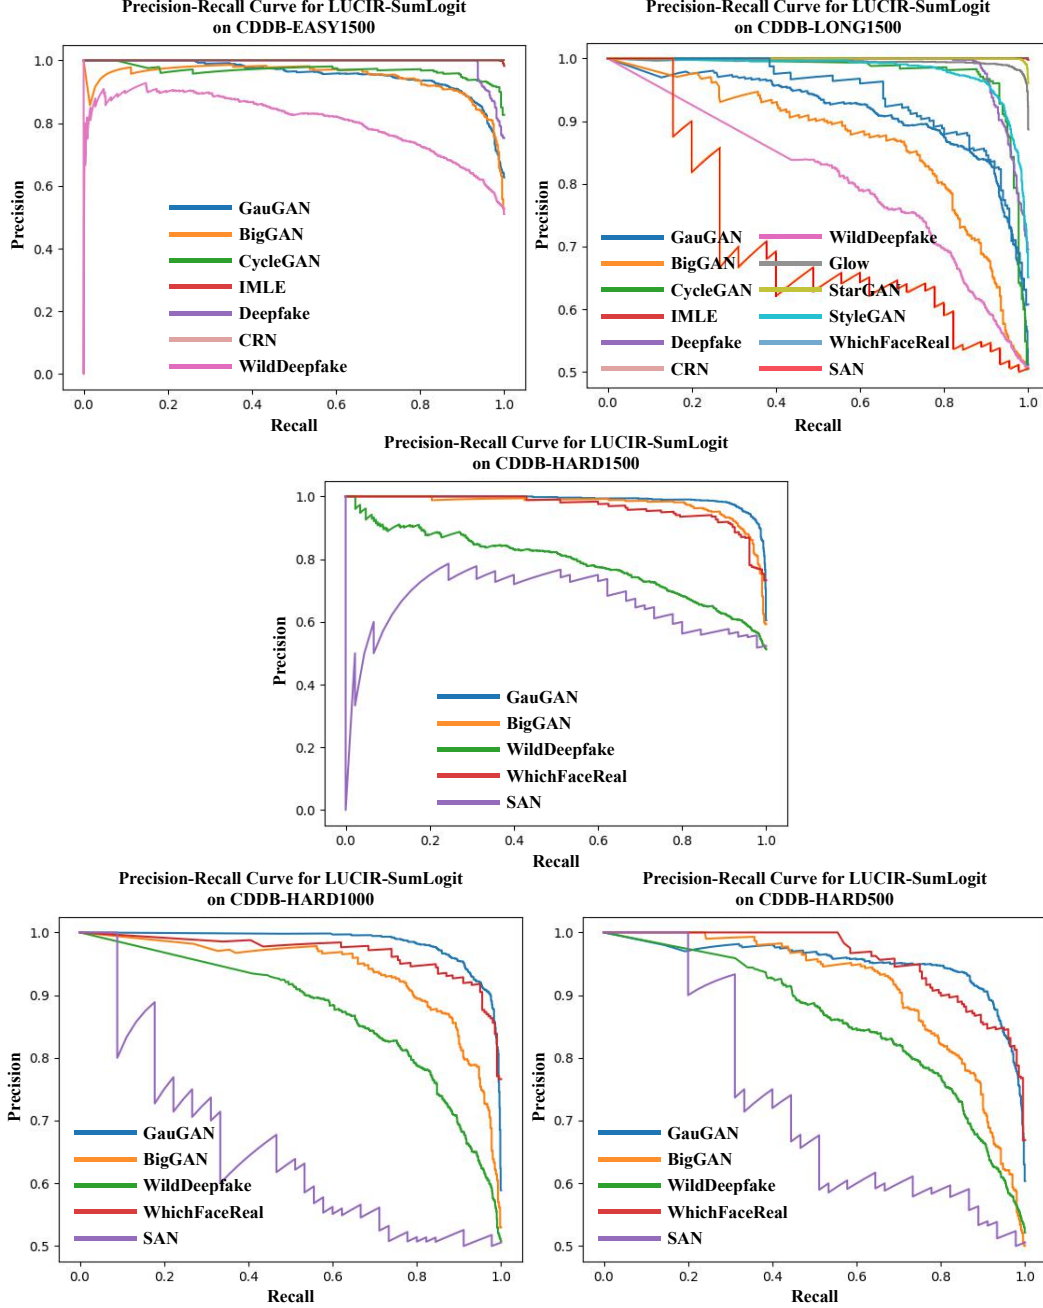 Precision-Recall Curve for LUCIR-SumLogit
on CDDB-EASY1500
1.0
0.8
0.6
0.4
0.2
0.0
Precision
GauGAN
BigGAN
CycleGAN
IMLE
Deepfake
CRN
WildDeepfake
0.0 0.2 0.4 0.6 0.8 1.0
Recall
Precision-Recall Curve for LUCIR-SumLogit
on CDDB-LONG1500
1.0
0.9
0.8
0.7
0.6
0.5
Precision
GauGAN WildDeepfake
BigGAN Glow
CycleGAN StarGAN
IMLE StyleGAN
Deepfake WhichFaceReal
CRN SAN
0.0 0.2 0.4 0.6 0.8 1.0
Recall
Precision-Recall Curve for LUCIR-SumLogit
on CDDB-HARD1500
1.0
0.8
0.6
0.4
0.2
0.0
Precision
GauGAN
BigGAN
WildDeepfake
WhichFaceReal
SAN
0.0 0.2 0.4 0.6 0.8 1.0
Recall
Precision-Recall Curve for LUCIR-SumLogit
on CDDB-HARD1000
1.0
0.9
0.8
0.7
0.6
0.5
Precision
GauGAN
BigGAN
WildDeepfake
WhichFaceReal
SAN
0.0 0.2 0.4 0.6 0.8 1.0
Recall
Precision-Recall Curve for LUCIR-SumLogit
on CDDB-HARD500
1.0
0.9
0.8
0.7
0.6
0.5
Precision
GauGAN
BigGAN
WildDeepfake
WhichFaceReal
SAN
0.0 0.2 0.4 0.6 0.8 1.0
Recall